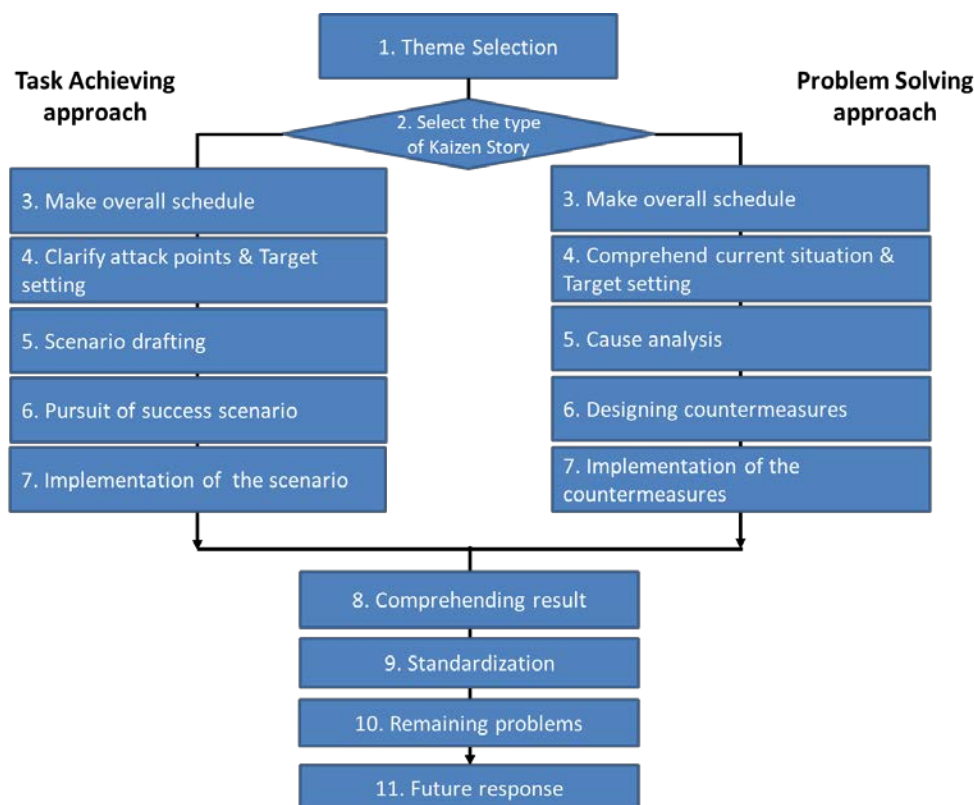 1. Theme Selection
Task Achieving
approach
Problem Solving
approach
2. Select the type
of Kaizen Story
3. Make overall schedule
4. Clarify attack points & Target
setting
5. Scenario drafting
6. Pursuit of success scenario
7. Implementation of the scenario
3. Make overall schedule
4. Comprehend current situation &
Target setting
5. Cause analysis
6. Designing countermeasures
7. Implementation of the
countermeasures
8. Comprehending result
9. Standardization
10. Remaining problems
11. Future response